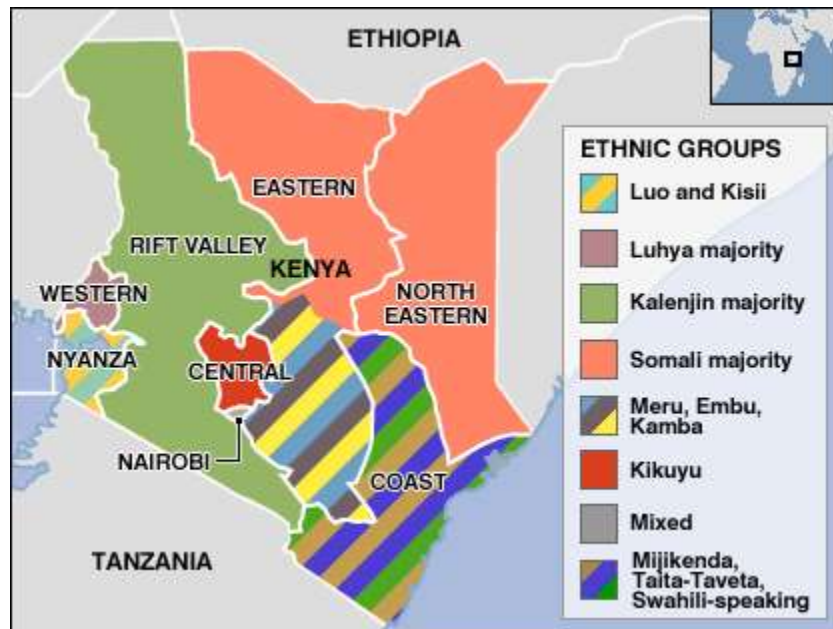 ETHIOPIA
EASTERN
RIFT VALLEY
KENYA
WESTERN
NORTH
EASTERN
NYANZA
CENTRAL
NAIROBI
COAST
TANZANIA
ETHNIC GROUPS
Luo and Kisii
Luhya majority
Kalenjin majority
Somali majority
Meru, Embu,
Kamba
Kikuyu
Mixed
Mijikenda,
Taita-Taveta,
Swahili-speaking